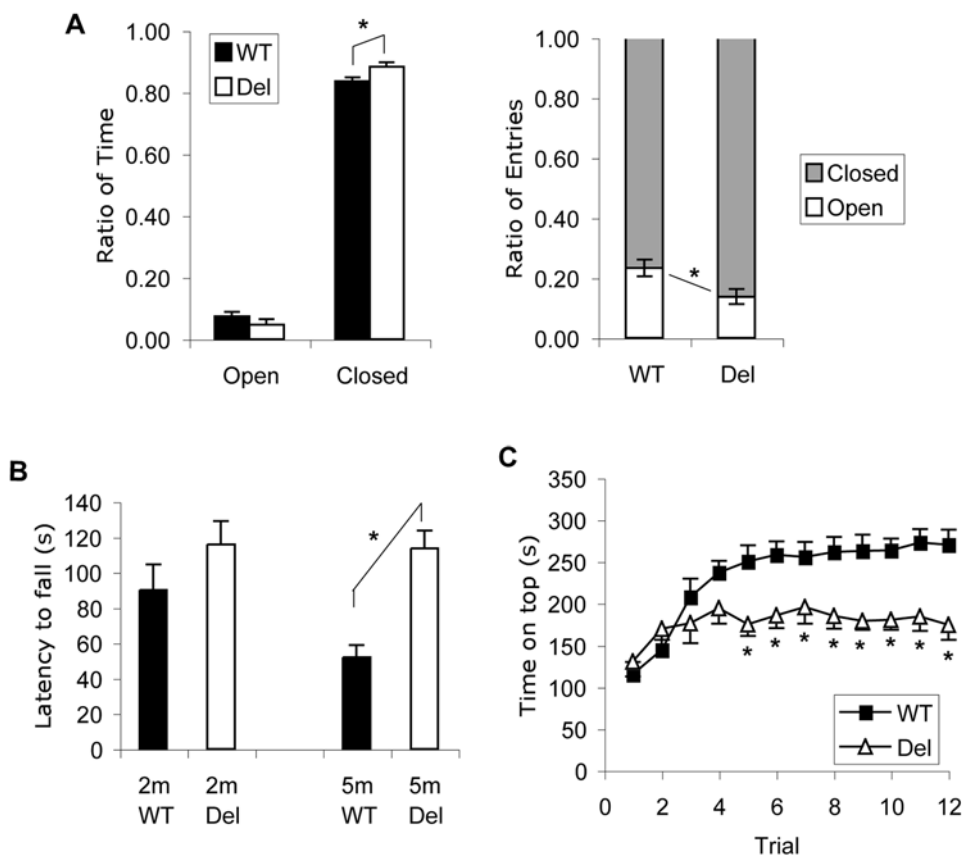 A
Ratio of Time
1.00
0.80
0.60
0.40
0.20
0.00
WT
Del
*
Open
Closed
Ratio of Entries
1.00
0.80
0.60
0.40
0.20
0.00
*
WT
Del
Closed
Open
B
Latency to fall (s)
140
120
100
80
60
40
20
0
*
2m 2m 5m 5m
WT Del WT Del
C
Time on top (s)
350
300
250
200
150
100
50
0
* * * * * * * *
WT
Del
0 2 4 6 8 10 12
Trial